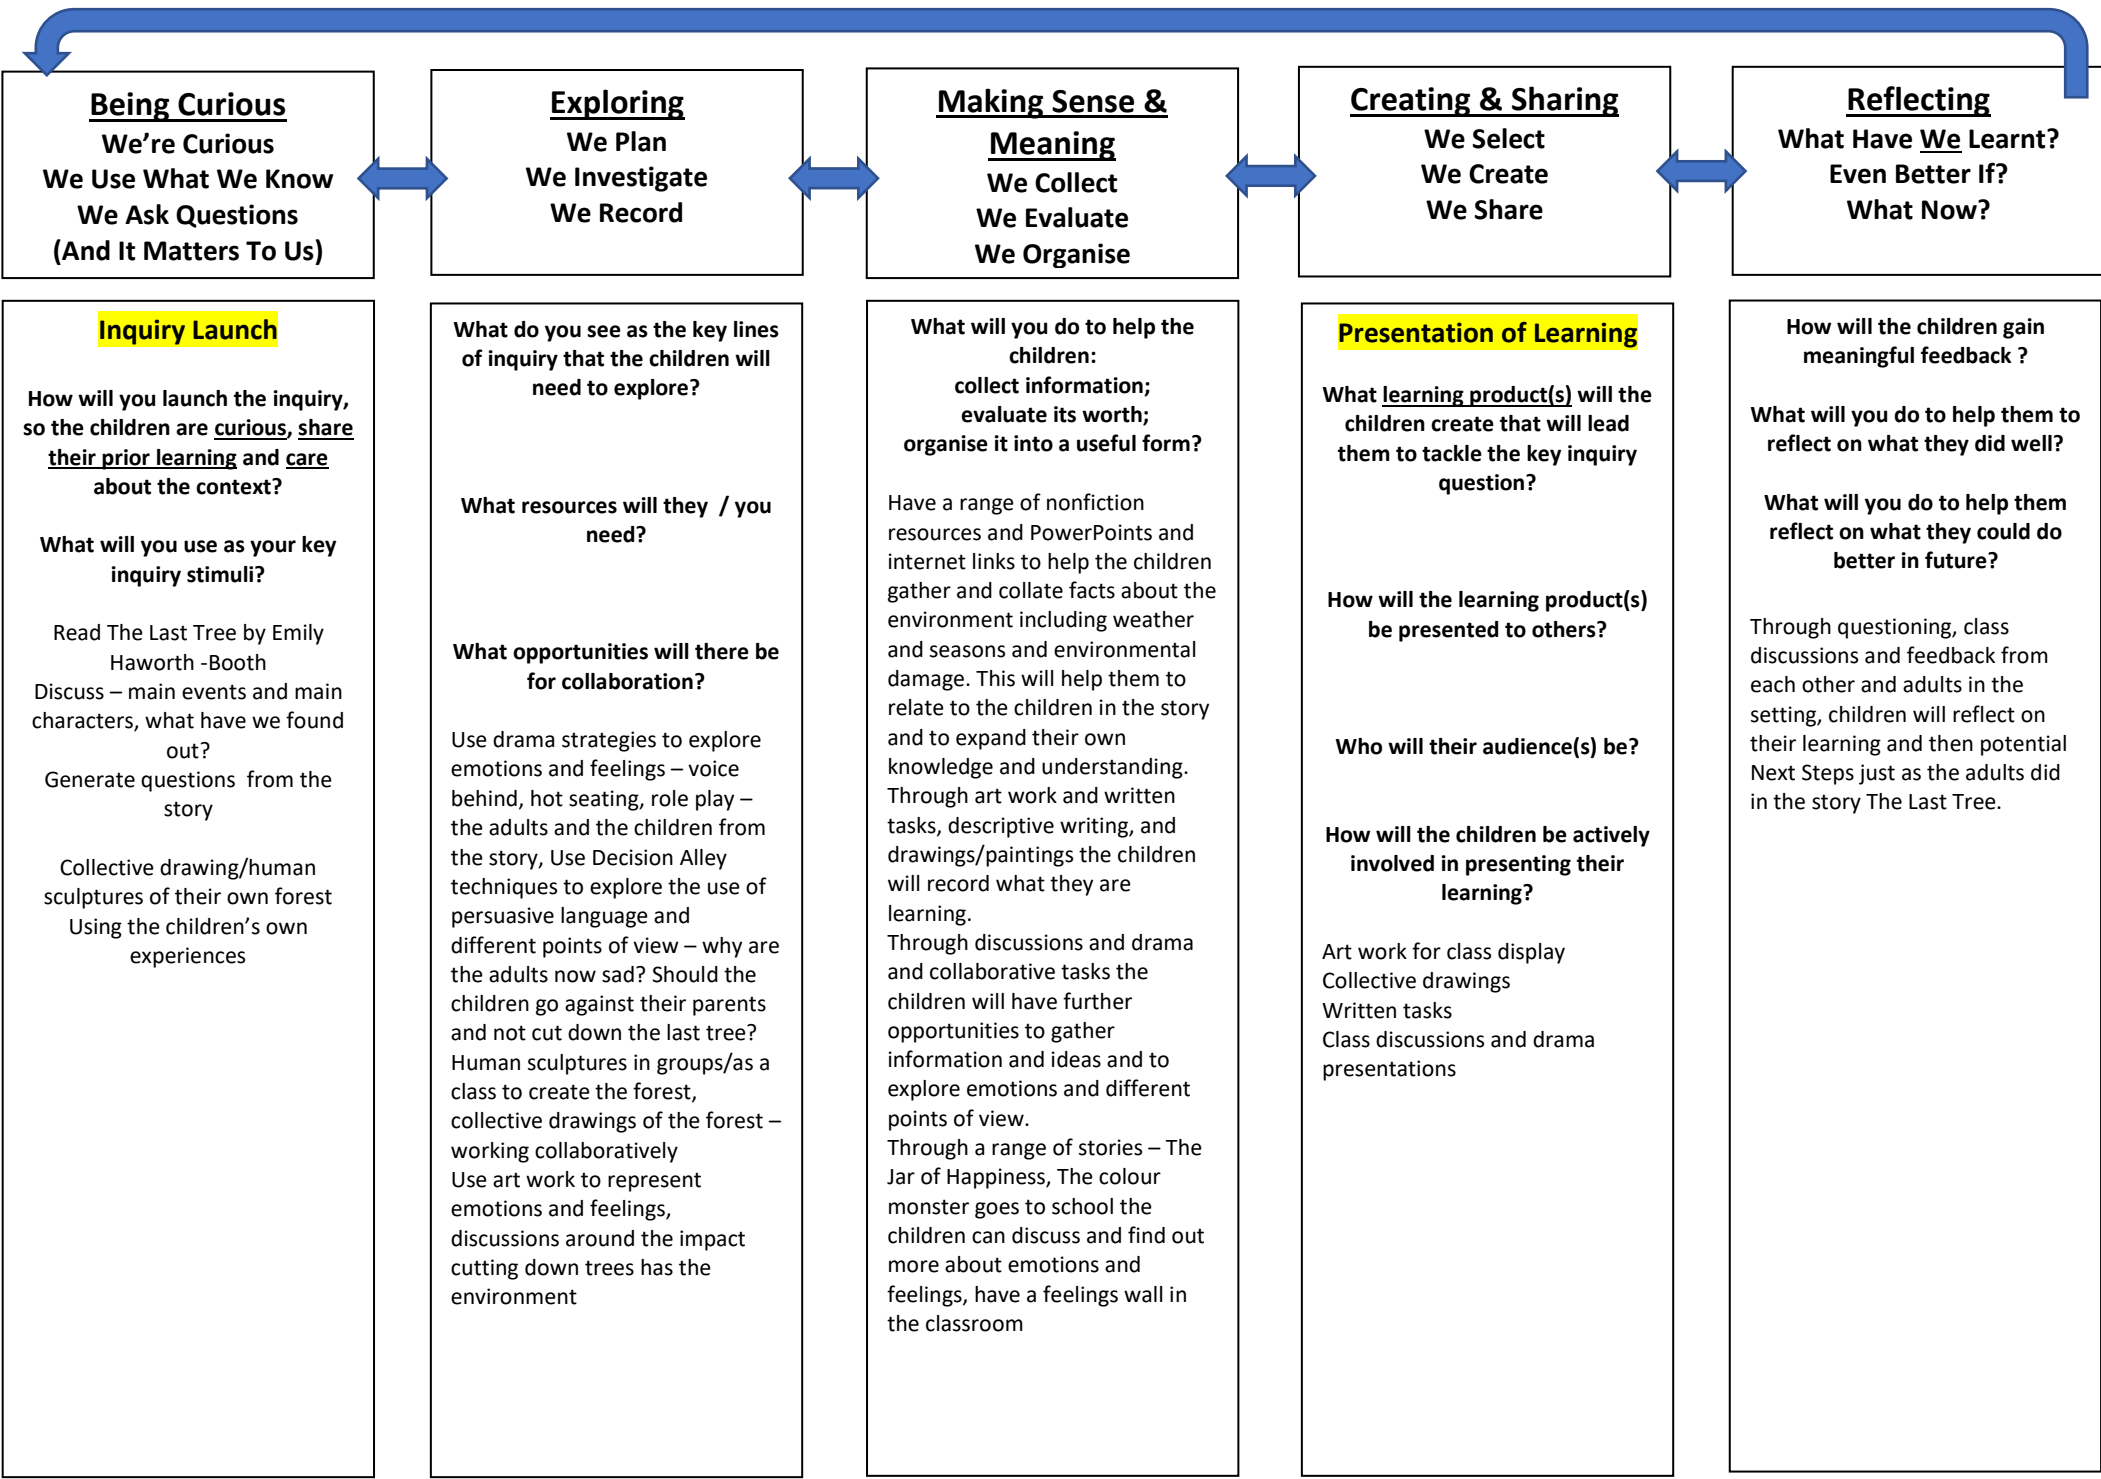 Being Curious
We’re Curious
We Use What We Know
We Ask Questions
(And It Matters To Us)
Exploring
We Plan
We Investigate
We Record
Making Sense &
Meaning
We Collect
We Evaluate
We Organise
Creating & Sharing
We Select
We Create
We Share
Reflecting
What Have We Learnt?
Even Better If?
What Now?
Inquiry Launch
How will you launch the inquiry,
so the children are curious, share
their prior learning and care
about the context?
What will you use as your key
inquiry stimuli?
Read The Last Tree by Emily
Haworth -Booth
Discuss – main events and main
characters, what have we found
out?
Generate questions  from the
story
Collective drawing/human
sculptures of their own forest
Using the children’s own
experiences
What do you see as the key lines
of inquiry that the children will
need to explore?
What resources will they  / you
need?
What opportunities will there be
for collaboration?
Use drama strategies to explore
emotions and feelings – voice
behind, hot seating, role play –
the adults and the children from
the story, Use Decision Alley
techniques to explore the use of
persuasive language and
different points of view – why are
the adults now sad? Should the
children go against their parents
and not cut down the last tree?
Human sculptures in groups/as a
class to create the forest,
collective drawings of the forest –
working collaboratively
Use art work to represent
emotions and feelings,
discussions around the impact
cutting down trees has the
environment
What will you do to help the
children:
collect information;
evaluate its worth;
organise it into a useful form?
Have a range of nonfiction
resources and PowerPoints and
internet links to help the children
gather and collate facts about the
environment including weather
and seasons and environmental
damage. This will help them to
relate to the children in the story
and to expand their own
knowledge and understanding.
Through art work and written
tasks, descriptive writing, and
drawings/paintings the children
will record what they are
learning.
Through discussions and drama
and collaborative tasks the
children will have further
opportunities to gather
information and ideas and to
explore emotions and different
points of view.
Through a range of stories – The
Jar of Happiness, The colour
monster goes to school the
children can discuss and find out
more about emotions and
feelings, have a feelings wall in
the classroom
Presentation of Learning
What learning product(s) will the
children create that will lead
them to tackle the key inquiry
question?
How will the learning product(s)
be presented to others?
Who will their audience(s) be?
How will the children be actively
involved in presenting their
learning?
Art work for class display
Collective drawings
Written tasks
Class discussions and drama
presentations
How will the children gain
meaningful feedback ?
What will you do to help them to
reflect on what they did well?
What will you do to help them
reflect on what they could do
better in future?
Through questioning, class
discussions and feedback from
each other and adults in the
setting, children will reflect on
their learning and then potential
Next Steps just as the adults did
in the story The Last Tree.